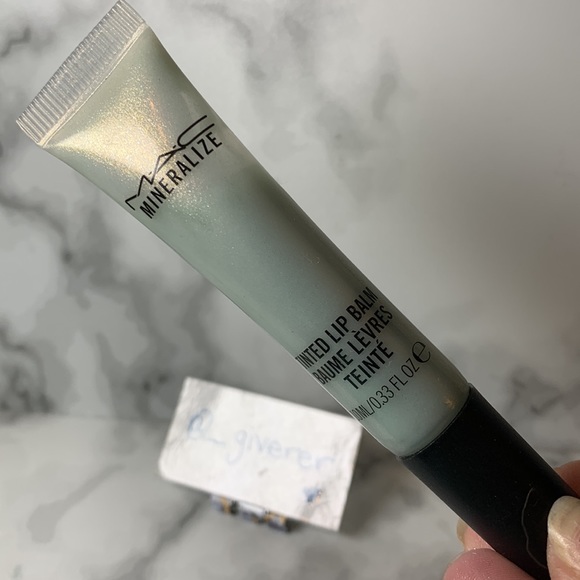 MAC
MINERALIZE
TINTED LIP BALM
BAUME LÈVRES
TEINTÉ
10ML/0.33 FL OZ ℮
@_giverer